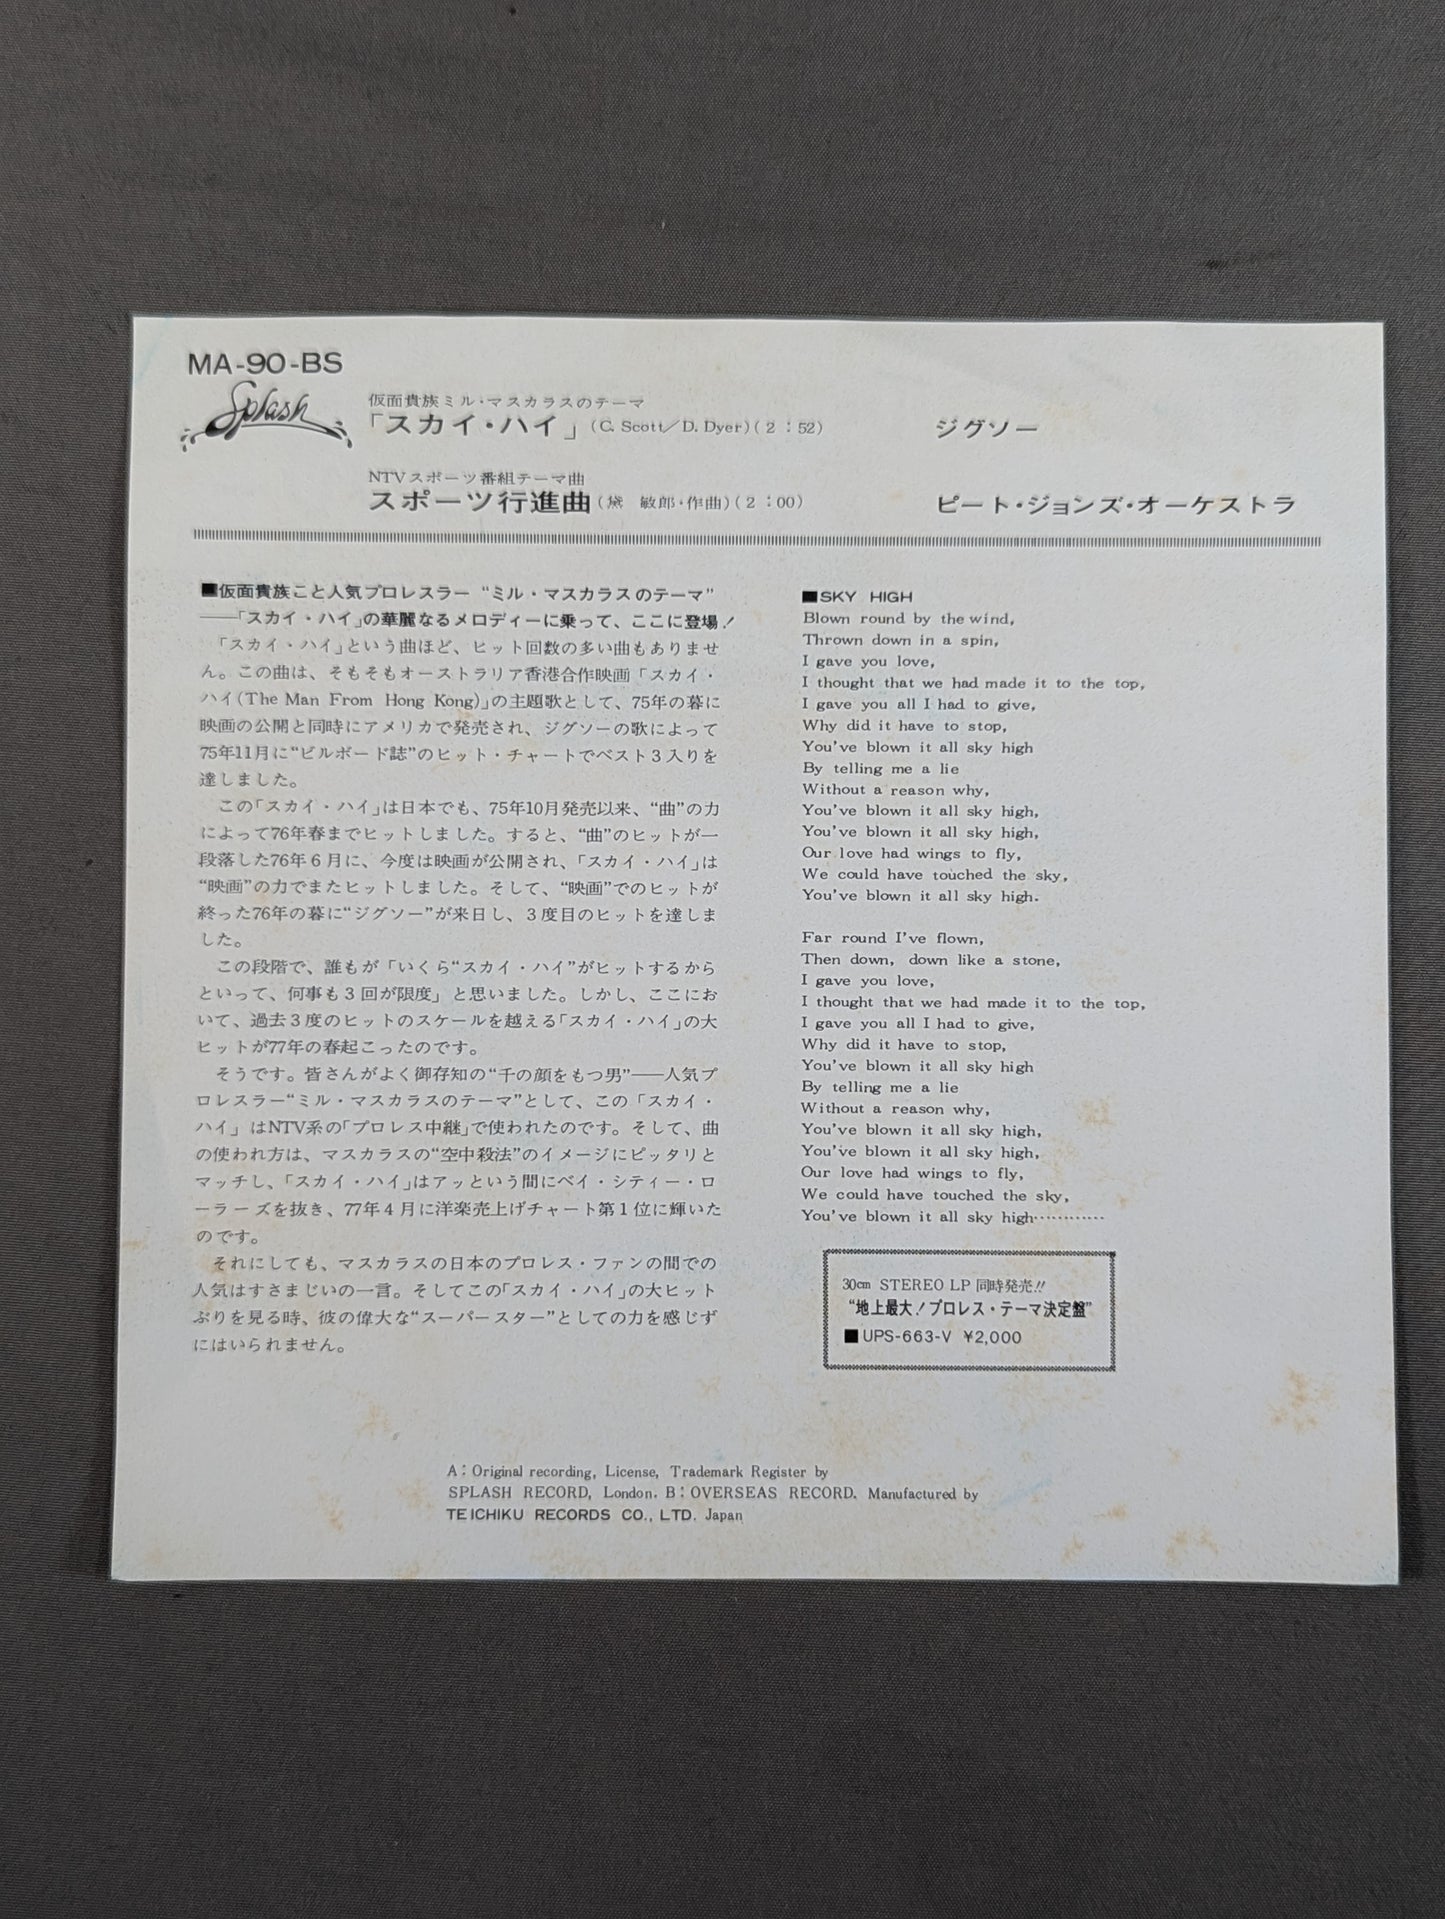 MA-90-BS
Splash
仮面貴族ミル・マスカラスのテーマ
「スカイ・ハイ」(C. Scott／D. Dyer)(2：52) ジグソー
NTVスポーツ番組テーマ曲
スポーツ行進曲(黛 敏郎・作曲)(2：00) ピート・ジョンズ・オーケストラ
■仮面貴族こと人気プロレスラー “ミル・マスカラスのテーマ”
──「スカイ・ハイ」の華麗なるメロディーに乗って、ここに登場！
「スカイ・ハイ」という曲ほど、ヒット回数の多い曲もありませ
ん。この曲は、そもそもオーストラリア香港合作映画「スカイ・
ハイ(The Man From Hong Kong)」の主題歌として、75年の暮に
映画の公開と同時にアメリカで発売され、ジグソーの歌によって
75年11月に“ビルボード誌”のヒット・チャートでベスト3入りを
達しました。
この「スカイ・ハイ」は日本でも、75年10月発売以来、“曲”の力
によって76年春までヒットしました。すると、“曲”のヒットが一
段落した76年6月に、今度は映画が公開され、「スカイ・ハイ」は
“映画”の力でまたヒットしました。そして、“映画”でのヒットが
終った76年の暮に“ジグソー”が来日し、3度目のヒットを達しま
した。
この段階で、誰もが「いくら“スカイ・ハイ”がヒットするから
といって、何事も3回が限度」と思いました。しかし、ここにお
いて、過去3度のヒットのスケールを越える「スカイ・ハイ」の大
ヒットが77年の春起こったのです。
そうです。皆さんがよく御存知の“千の顔をもつ男”──人気プ
ロレスラー“ミル・マスカラスのテーマ”として、この「スカイ・
ハイ」はNTV系の「プロレス中継」で使われたのです。そして、曲
の使われ方は、マスカラスの“空中殺法”のイメージにピッタリと
マッチし、「スカイ・ハイ」はアッという間にベイ・シティー・ロ
ーラーズを抜き、77年4月に洋楽売上げチャート第1位に輝いた
のです。
それにしても、マスカラスの日本のプロレス・ファンの間での
人気はすさまじいの一言。そしてこの「スカイ・ハイ」の大ヒット
ぶりを見る時、彼の偉大な“スーパースター”としての力を感じず
にはいられません。
■SKY HIGH
Blown round by the wind,
Thrown down in a spin,
I gave you love,
I thought that we had made it to the top,
I gave you all I had to give,
Why did it have to stop,
You've blown it all sky high
By telling me a lie
Without a reason why,
You've blown it all sky high,
You've blown it all sky high,
Our love had wings to fly,
We could have touched the sky,
You've blown it all sky high.
Far round I've flown,
Then down, down like a stone,
I gave you love,
I thought that we had made it to the top,
I gave you all I had to give,
Why did it have to stop,
You've blown it all sky high
By telling me a lie
Without a reason why,
You've blown it all sky high,
You've blown it all sky high,
Our love had wings to fly,
We could have touched the sky,
You've blown it all sky high…………
30cm STEREO LP 同時発売!!
“地上最大！プロレス・テーマ決定盤”
■UPS-663-V ¥2,000
A：Original recording, License, Trademark Register by
SPLASH RECORD, London. B：OVERSEAS RECORD. Manufactured by
TEICHIKU RECORDS CO., LTD. Japan